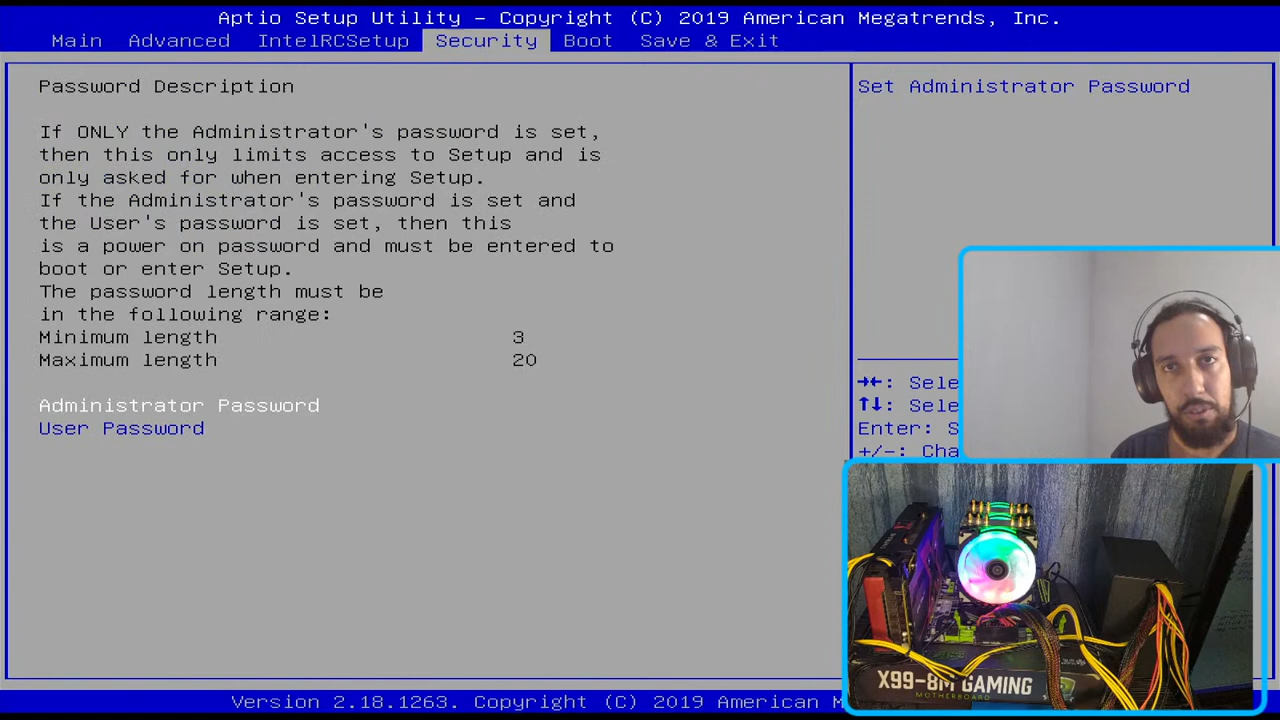 Aptio Setup Utility – Copyright (C) 2019 American Megatrends, Inc.
Main Advanced IntelRCSetup Security Boot Save & Exit
Password Description
If ONLY the Administrator's password is set,
then this only limits access to Setup and is
only asked for when entering Setup.
If the Administrator's password is set and
the User's password is set, then this
is a power on password and must be entered to
boot or enter Setup.
The password length must be
in the following range:
Minimum length 3
Maximum length 20
Administrator Password
User Password
Set Administrator Password
→←: Sele
↑↓: Sele
Enter: S
+/-: Cha
Version 2.18.1263. Copyright (C) 2019 American M
X99-8M GAMING
MOTHERBOARD